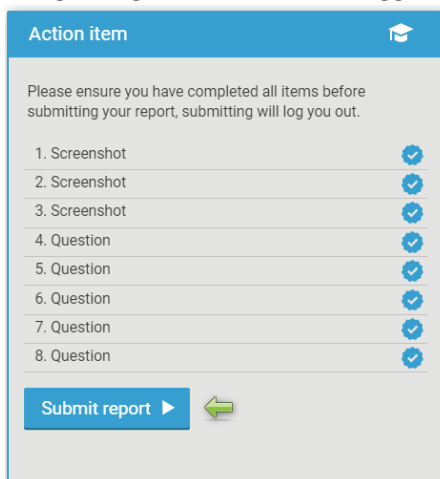 Action item
Please ensure you have completed all items before
submitting your report, submitting will log you out.
1. Screenshot
2. Screenshot
3. Screenshot
4. Question
5. Question
6. Question
7. Question
8. Question
Submit report